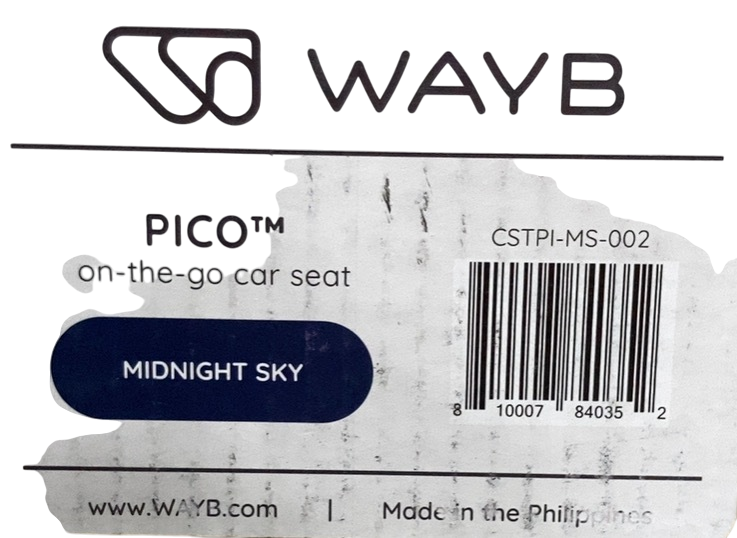 WAYB
PICO™
on-the-go car seat
MIDNIGHT SKY
CSTPI-MS-002
8 10007 84035 2
www.WAYB.com | Made in the Philippines